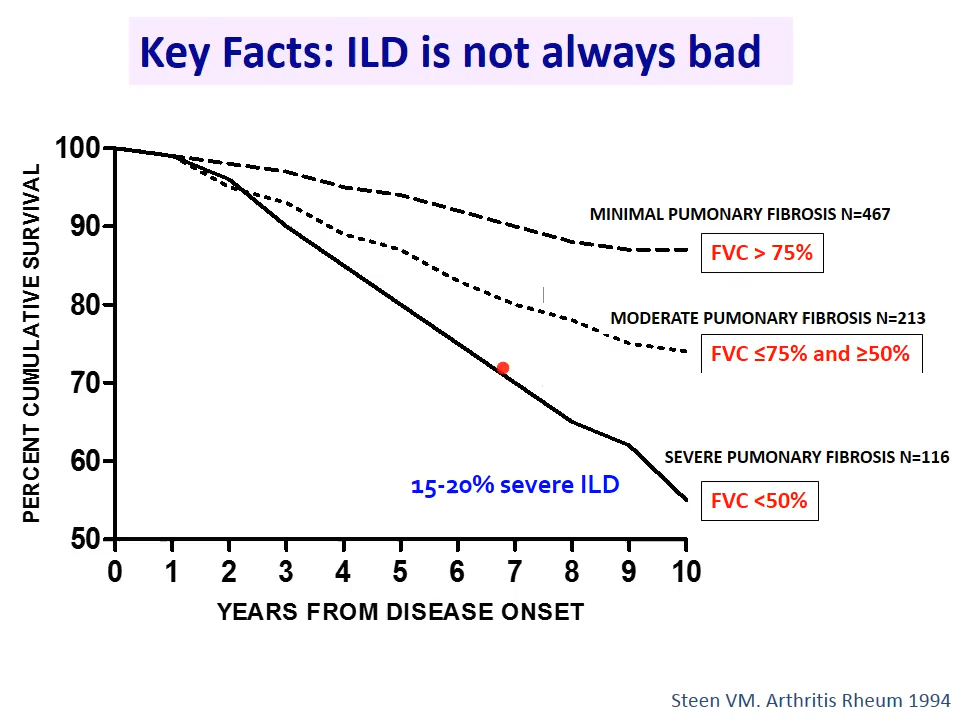 Key Facts: ILD is not always bad
PERCENT CUMULATIVE SURVIVAL
100
90
80
70
60
50
MINIMAL PUMONARY FIBROSIS N=467
FVC > 75%
MODERATE PUMONARY FIBROSIS N=213
FVC ≤75% and ≥50%
SEVERE PUMONARY FIBROSIS N=116
FVC <50%
15-20% severe ILD
0 1 2 3 4 5 6 7 8 9 10
YEARS FROM DISEASE ONSET
Steen VM. Arthritis Rheum 1994